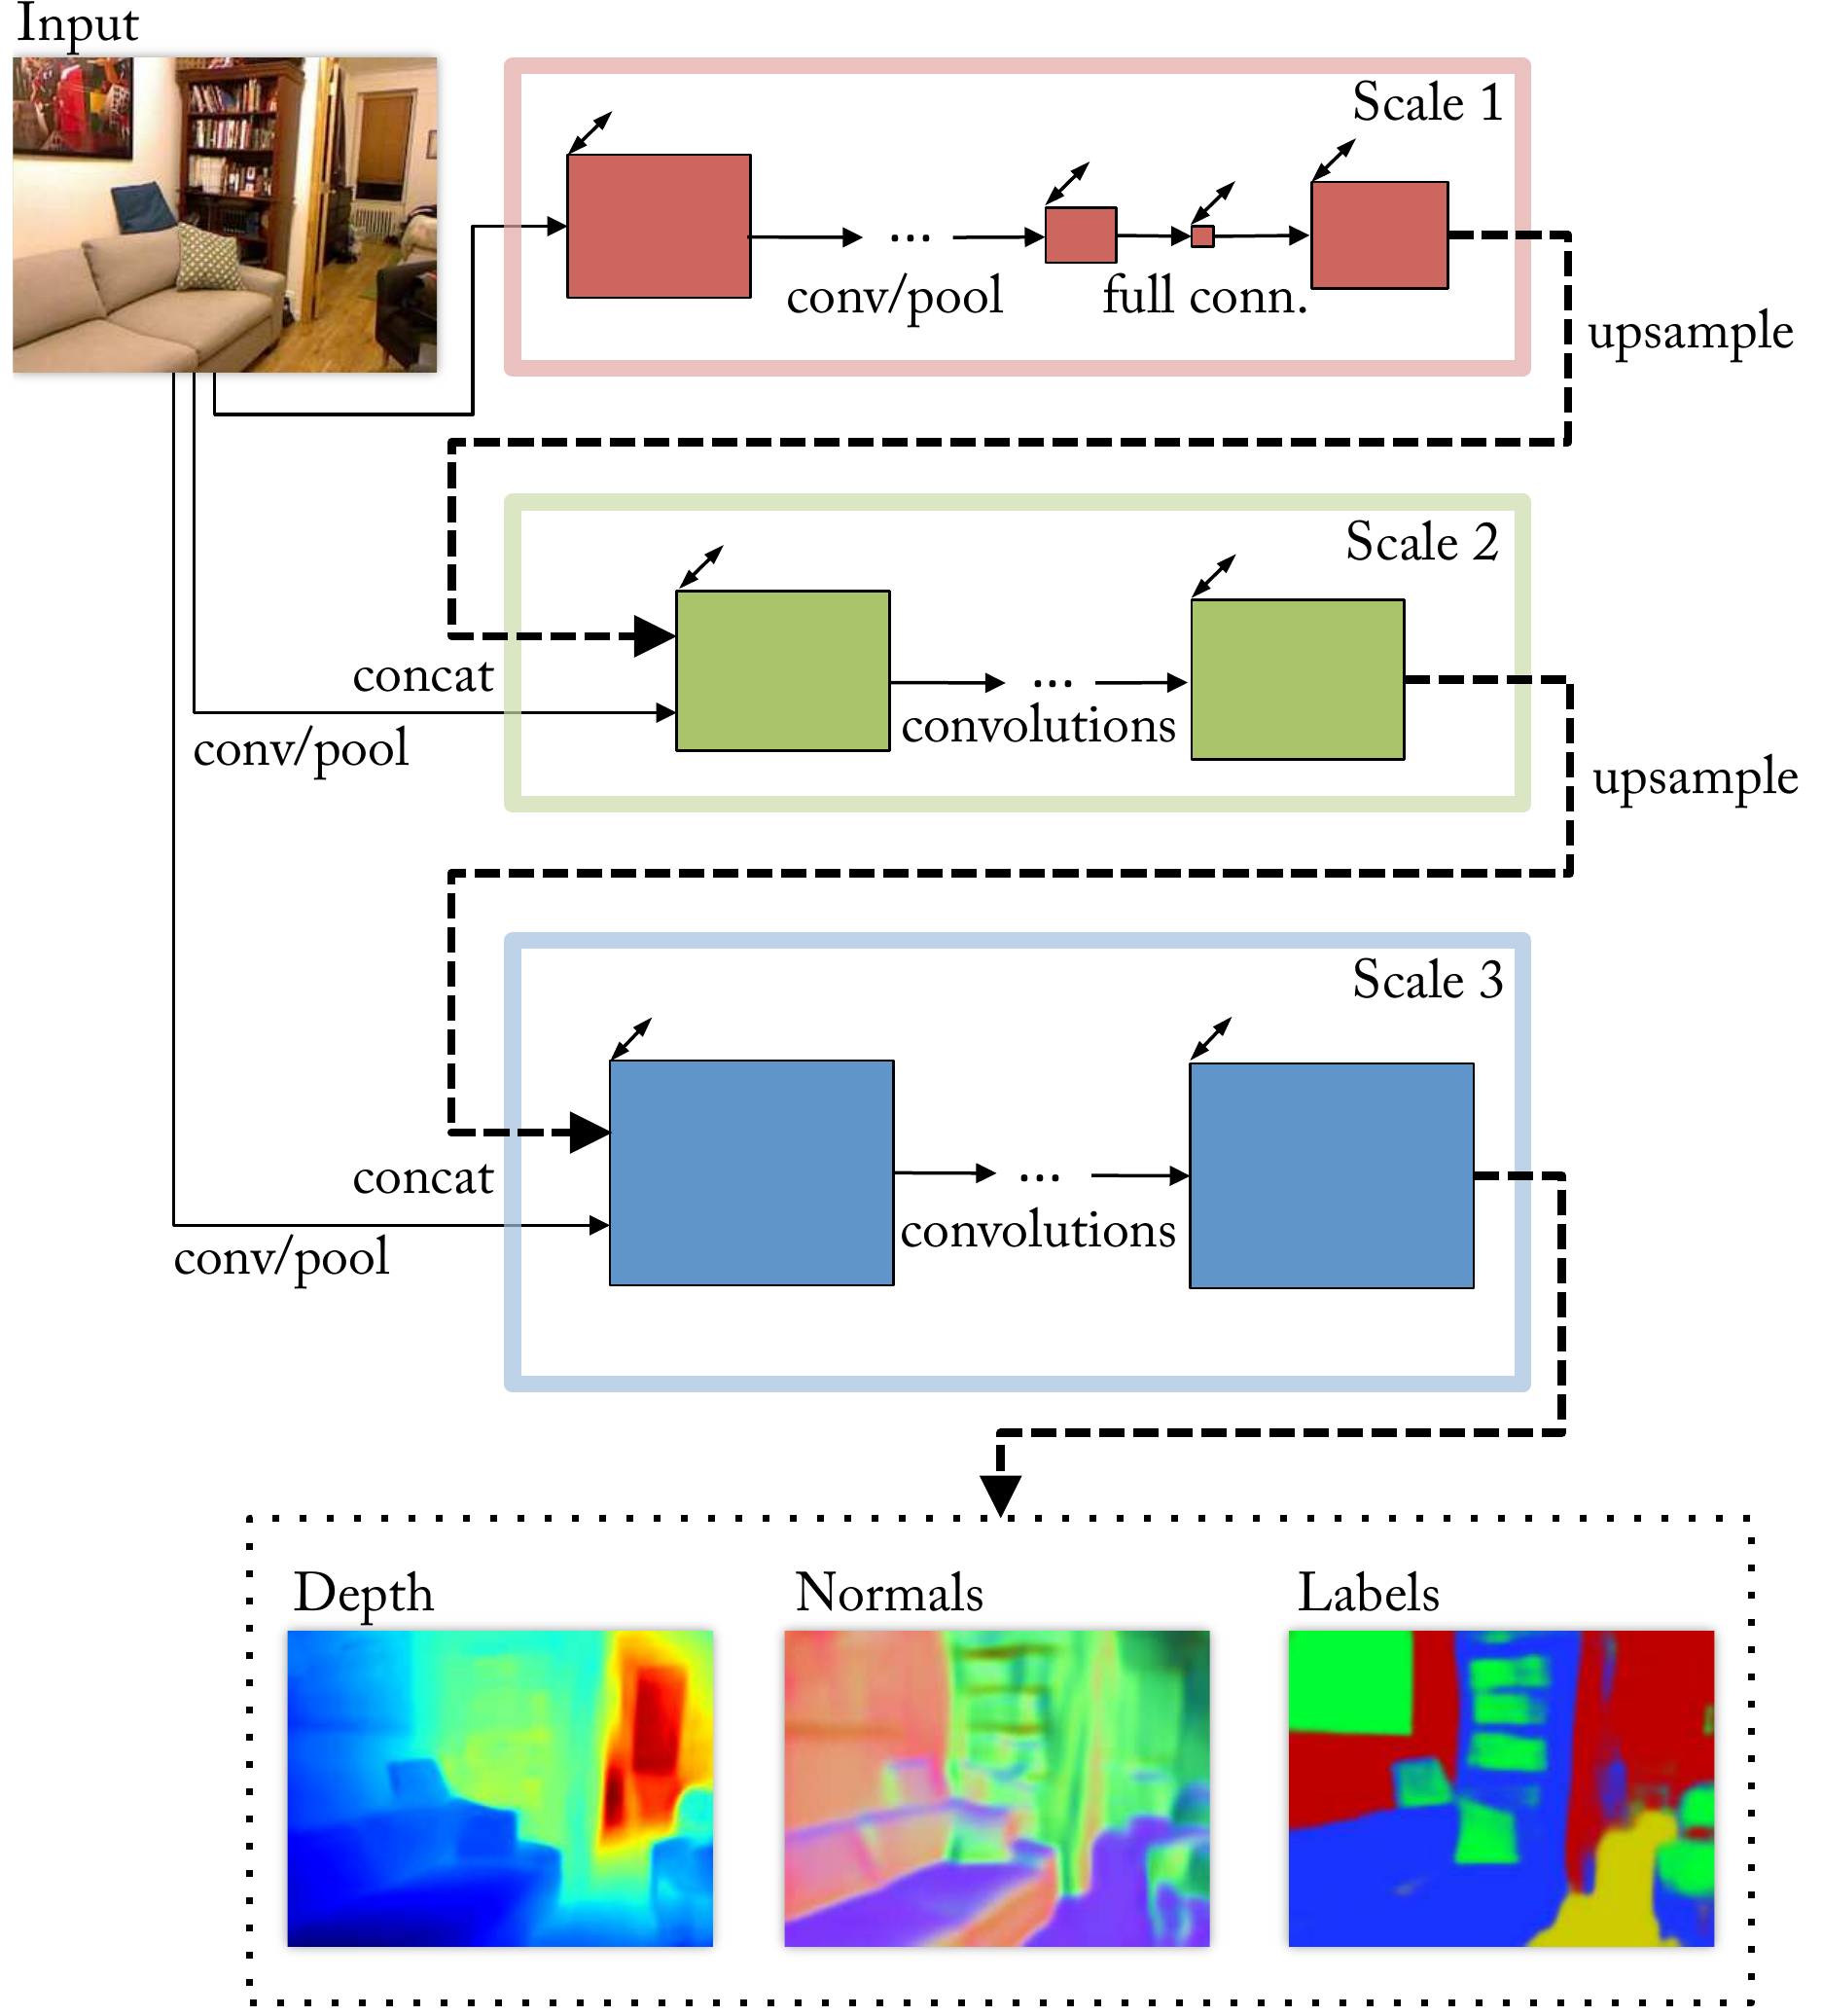 Input
Scale 1
...
conv/pool
full conn.
upsample
Scale 2
concat
...
convolutions
conv/pool
upsample
Scale 3
concat
...
convolutions
conv/pool
Depth
Normals
Labels